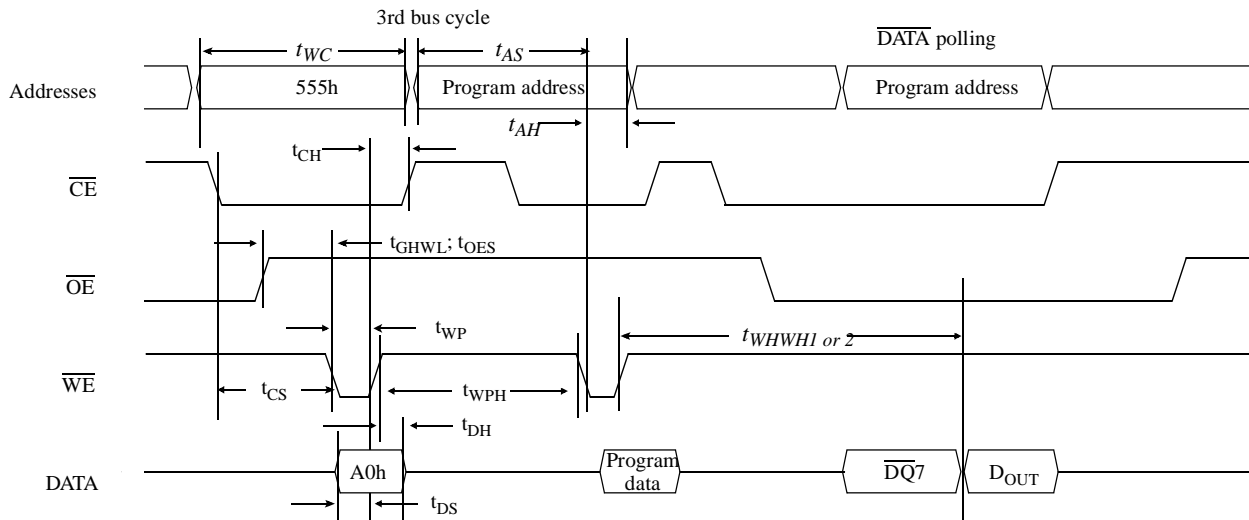 3rd bus cycle
tWC
tAS
DATA polling
Addresses
555h
Program address
Program address
tAH
tCH
CE
tGHWL; tOES
OE
tWP
tWHWH1 or 2
WE
tCS
tWPH
tDH
DATA
A0h
Program
data
DQ7
DOUT
tDS